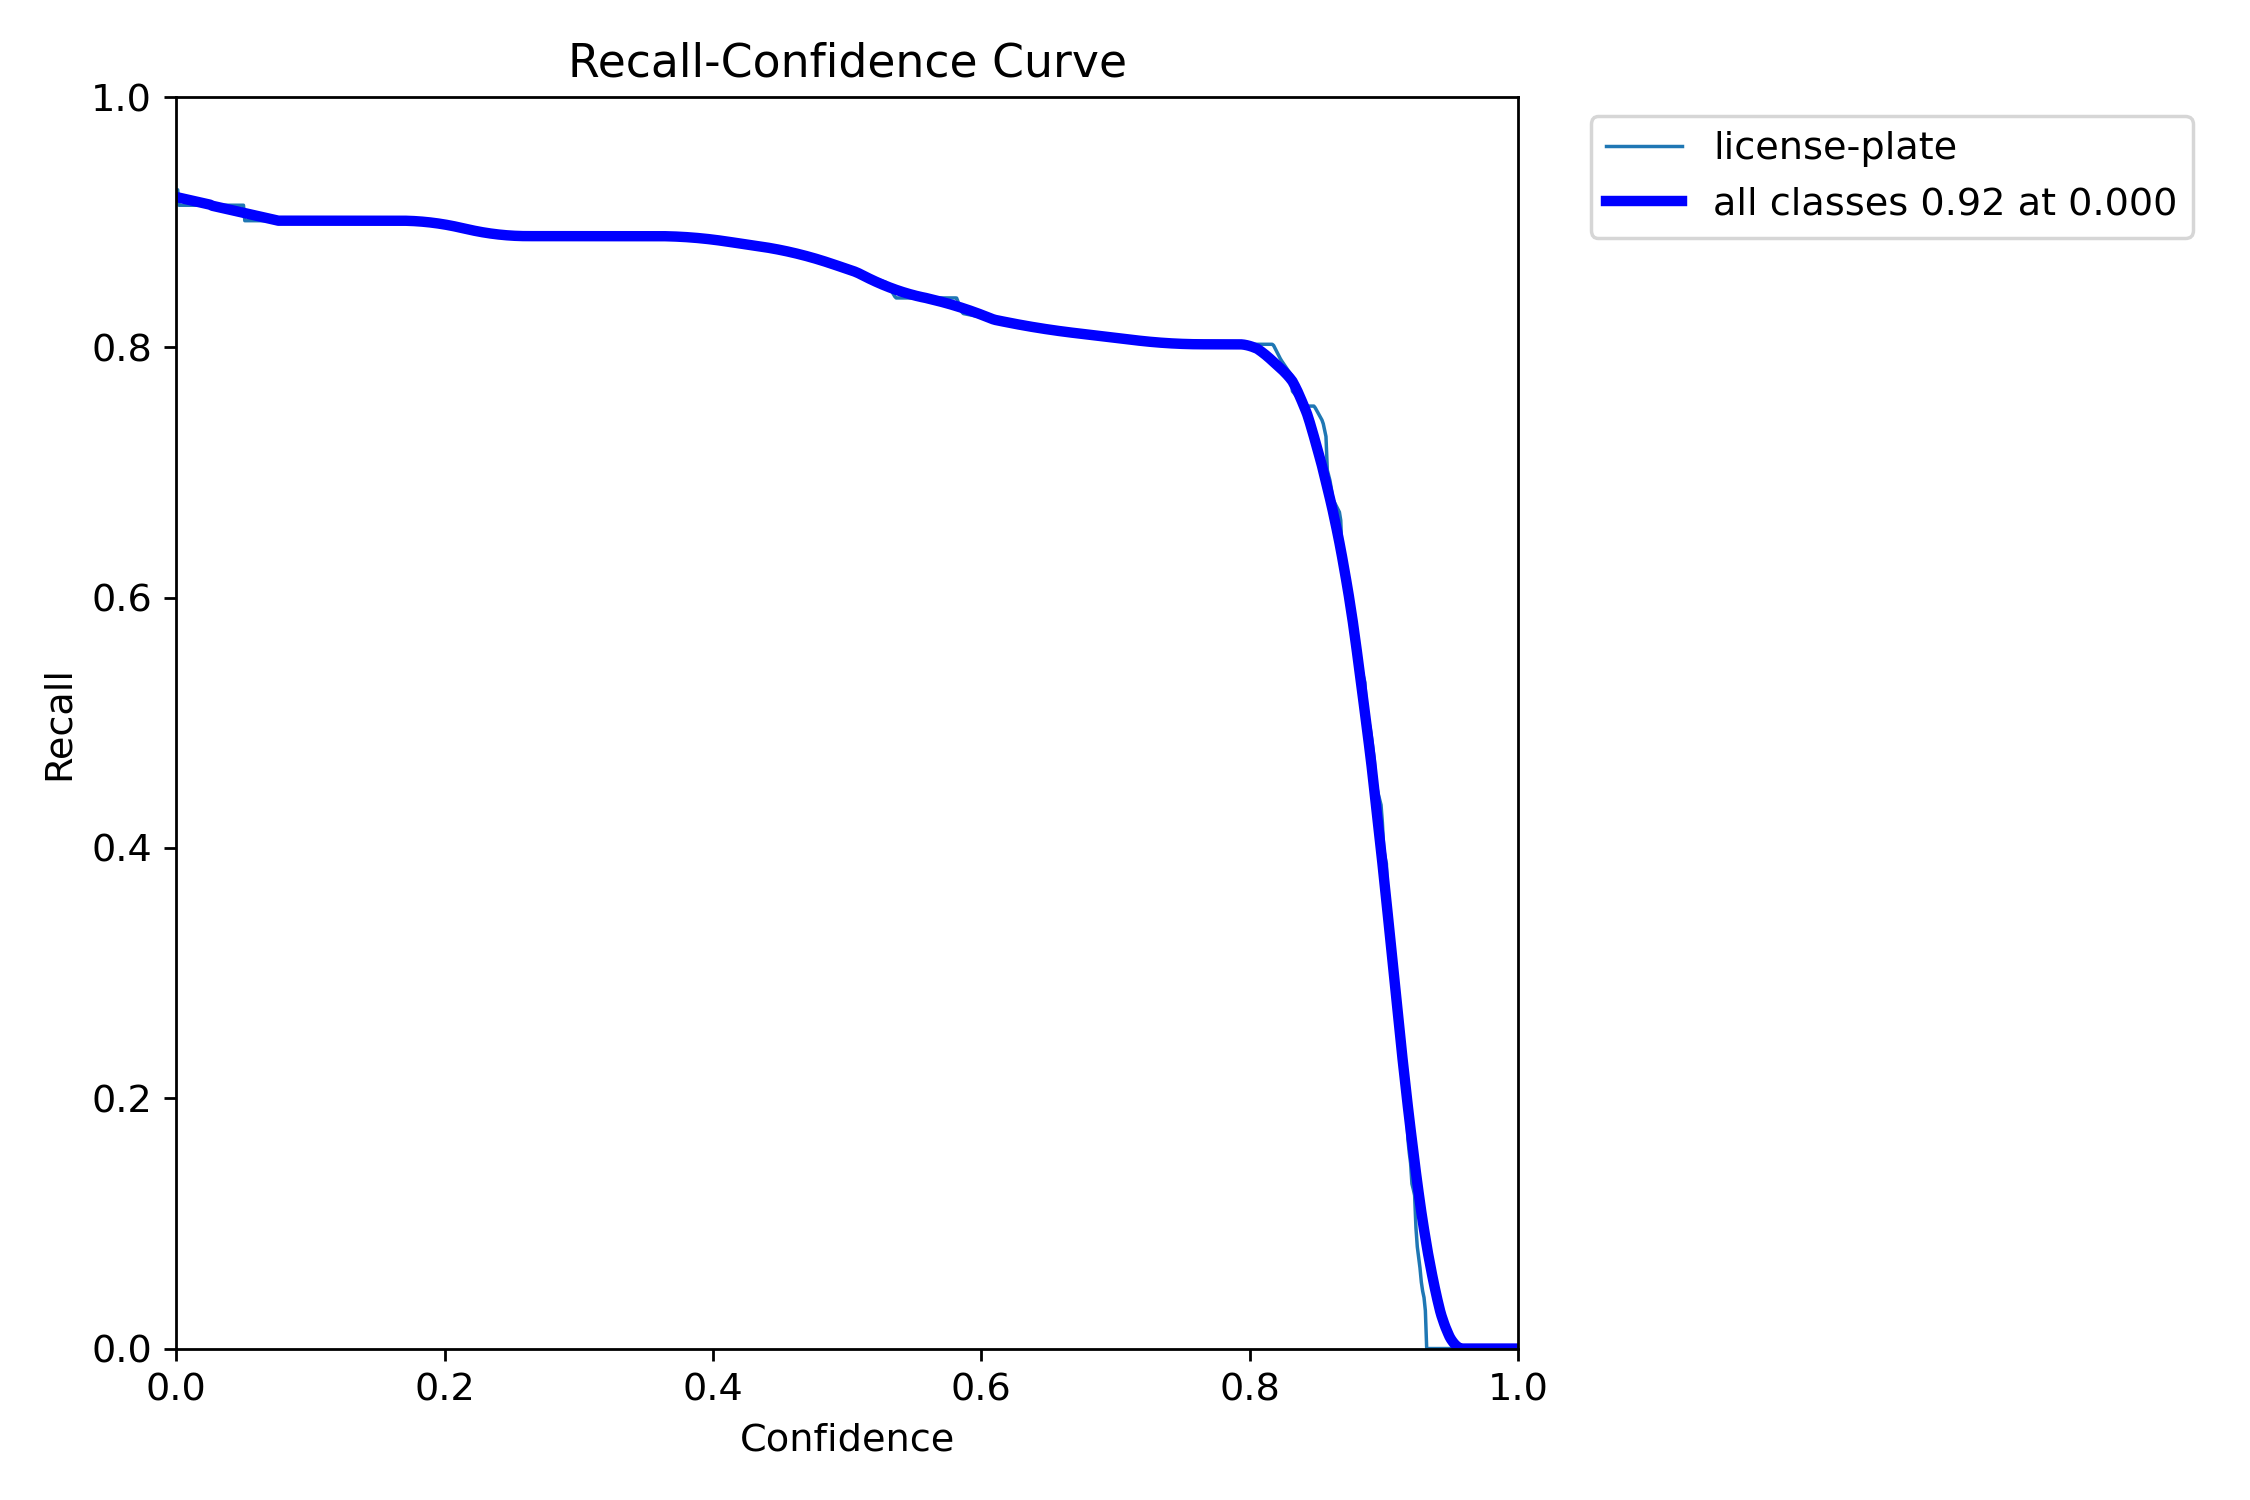 Recall-Confidence Curve
license-plate
all classes 0.92 at 0.000
1.0
0.8
0.6
0.4
0.2
0.0
Recall
0.0 0.2 0.4 0.6 0.8 1.0
Confidence